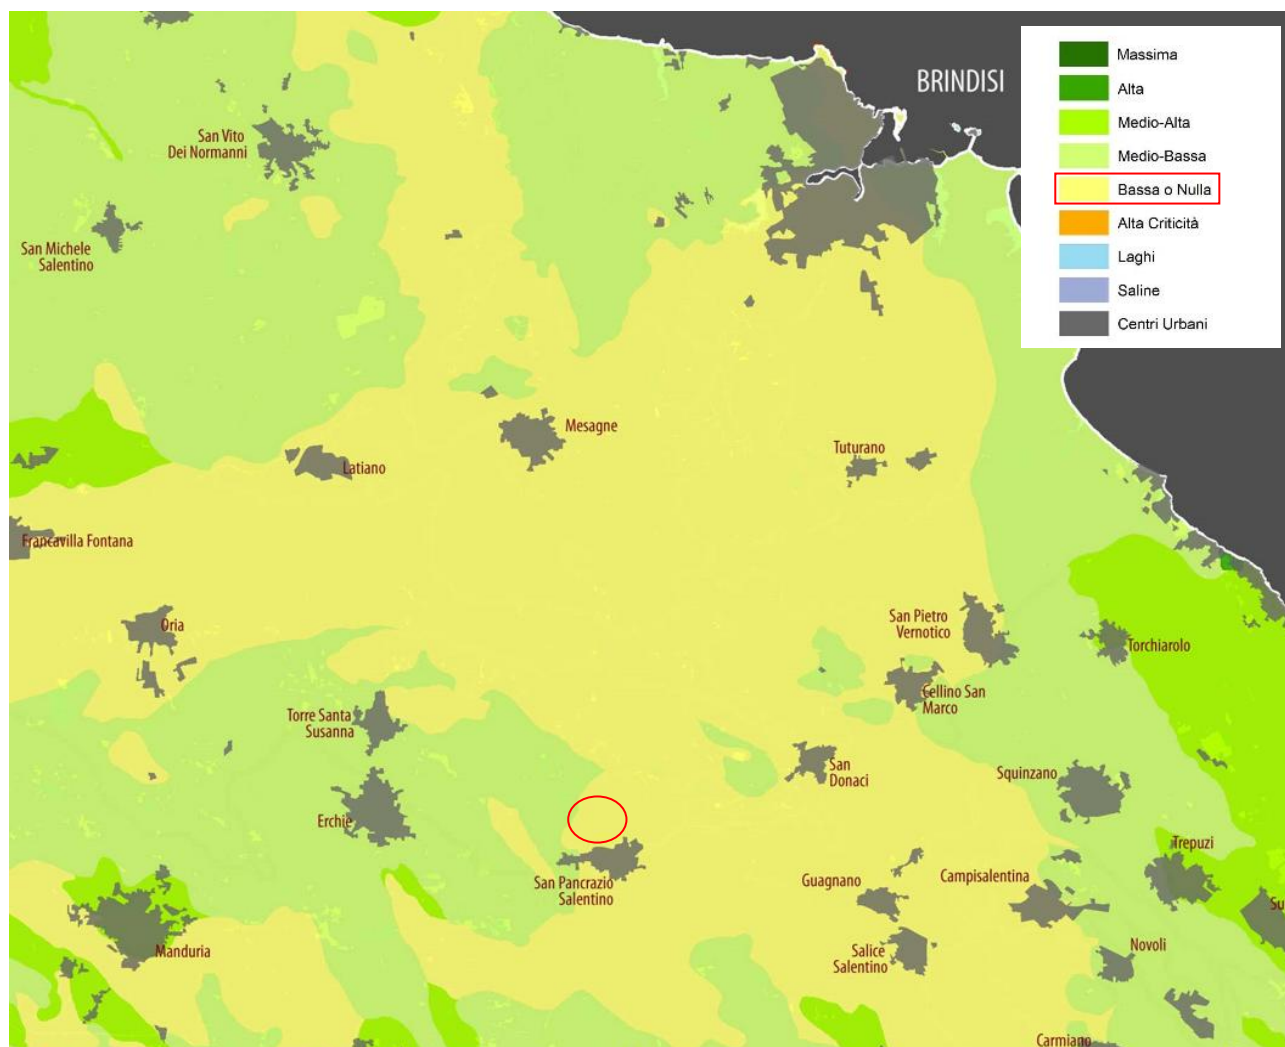 BRINDISI
Massima
Alta
Medio-Alta
Medio-Bassa
Bassa o Nulla
Alta Criticità
Laghi
Saline
Centri Urbani
San Vito
Dei Normanni
San Michele
Salentino
Mesagne
Latiano
Tuturano
Francavilla Fontana
Oria
San Pietro
Vernotico
Torchiarolo
Cellino San
Marco
Torre Santa
Susanna
San
Donaci
Squinzano
Erchie
Trepuzi
San Pancrazio
Salentino
Guagnano
Campisalentina
Su
Manduria
Salice
Salentino
Novoli
Carmiano